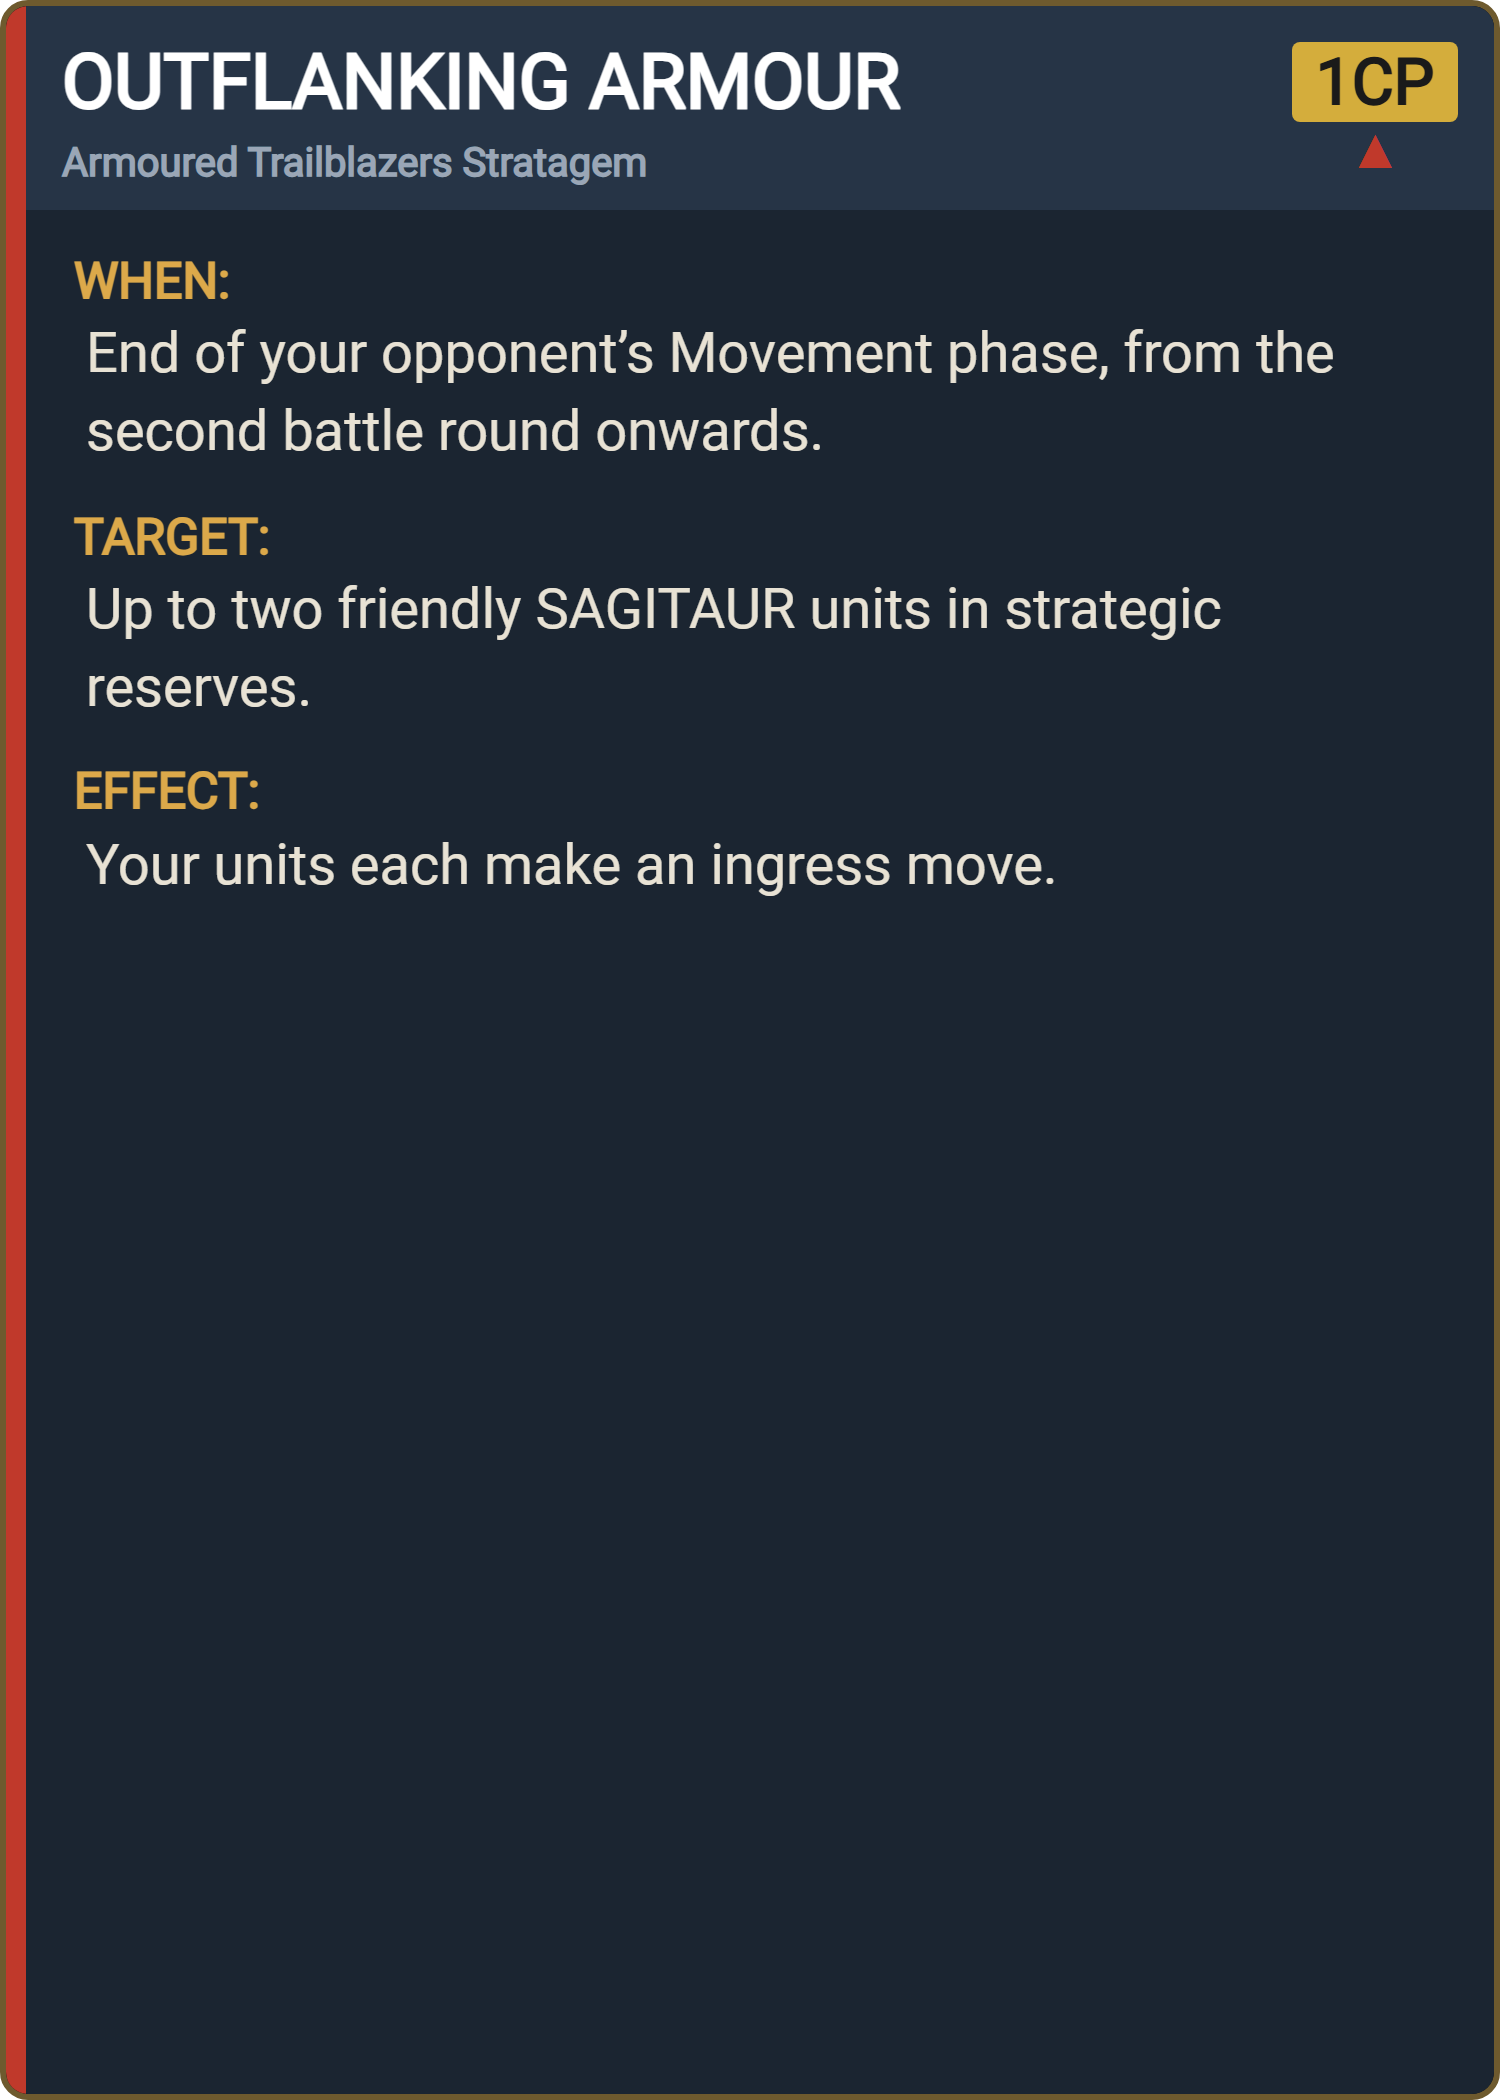 OUTFLANKING ARMOUR
1CP
Armoured Trailblazers Stratagem
WHEN:
End of your opponent’s Movement phase, from the
second battle round onwards.
TARGET:
Up to two friendly SAGITAUR units in strategic
reserves.
EFFECT:
Your units each make an ingress move.